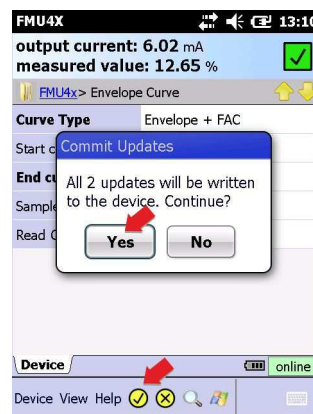 FMU4X 13:10
output current: 6.02 mA
measured value: 12.65 %
FMU4x> Envelope Curve
Curve Type Envelope + FAC
Start c
Commit Updates
End cu
All 2 updates will be written
Sample
to the device. Continue?
Read C
Yes No
Device online
Device View Help